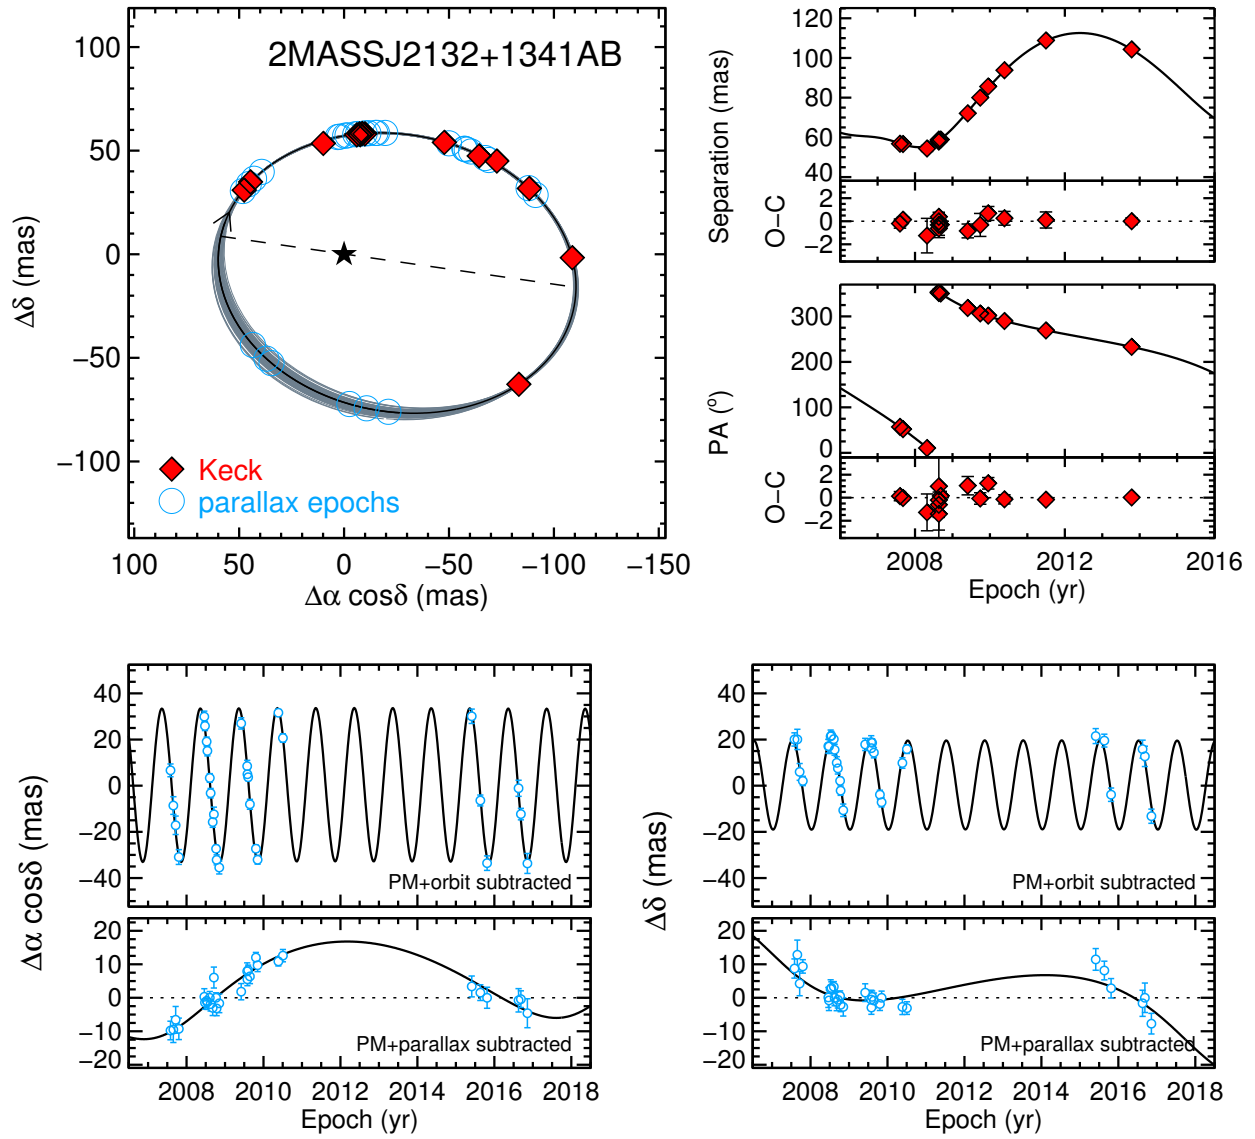 2MASSJ2132+1341AB
100
50
0
−50
−100
Δδ (mas)
Keck
parallax epochs
100 50 0 −50 −100 −150
Δα cosδ (mas)
120
100
80
60
40
Separation (mas)
2
0
−2
O−C
300
200
100
0
PA (°)
2
0
−2
O−C
2008 2012 2016
Epoch (yr)
40
20
0
−20
−40
PM+orbit subtracted
Δα cosδ (mas)
20
10
0
−10
−20
PM+parallax subtracted
2008 2010 2012 2014 2016 2018
Epoch (yr)
40
20
0
−20
−40
PM+orbit subtracted
Δδ (mas)
20
10
0
−10
−20
PM+parallax subtracted
2008 2010 2012 2014 2016 2018
Epoch (yr)